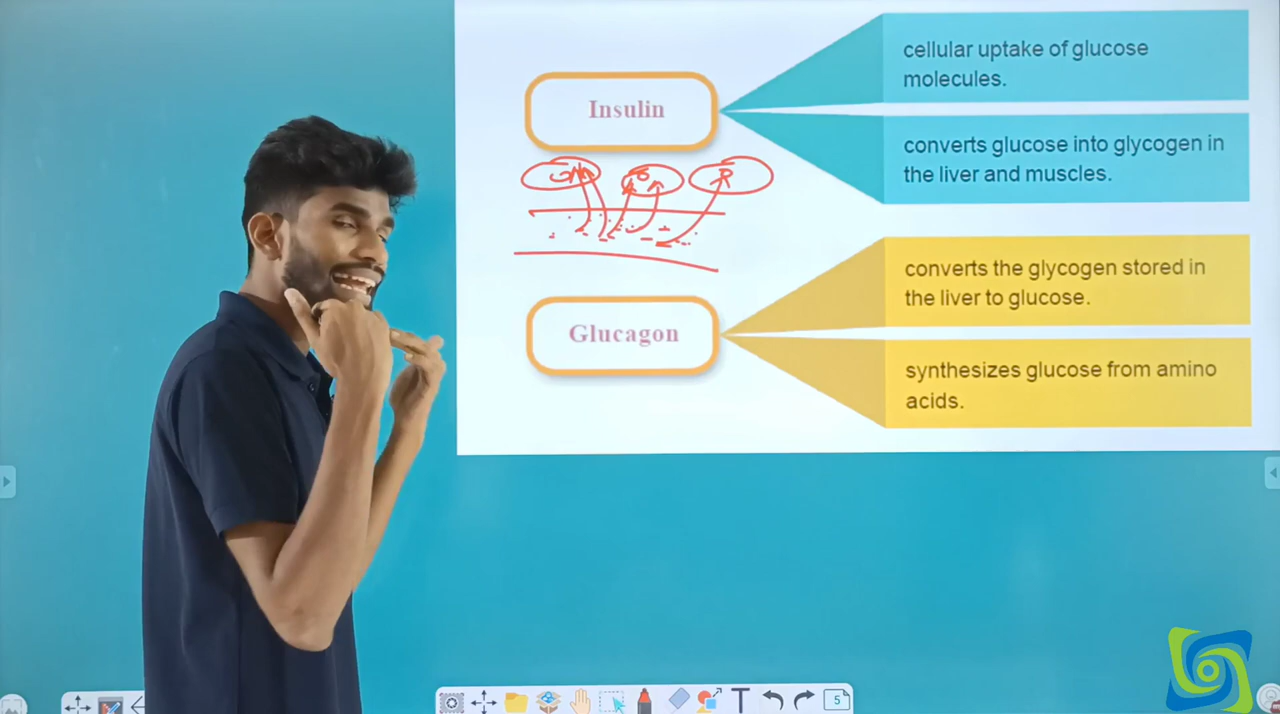 Insulin
cellular uptake of glucose
molecules.
converts glucose into glycogen in
the liver and muscles.
R
Glucagon
converts the glycogen stored in
the liver to glucose.
synthesizes glucose from amino
acids.
T
5